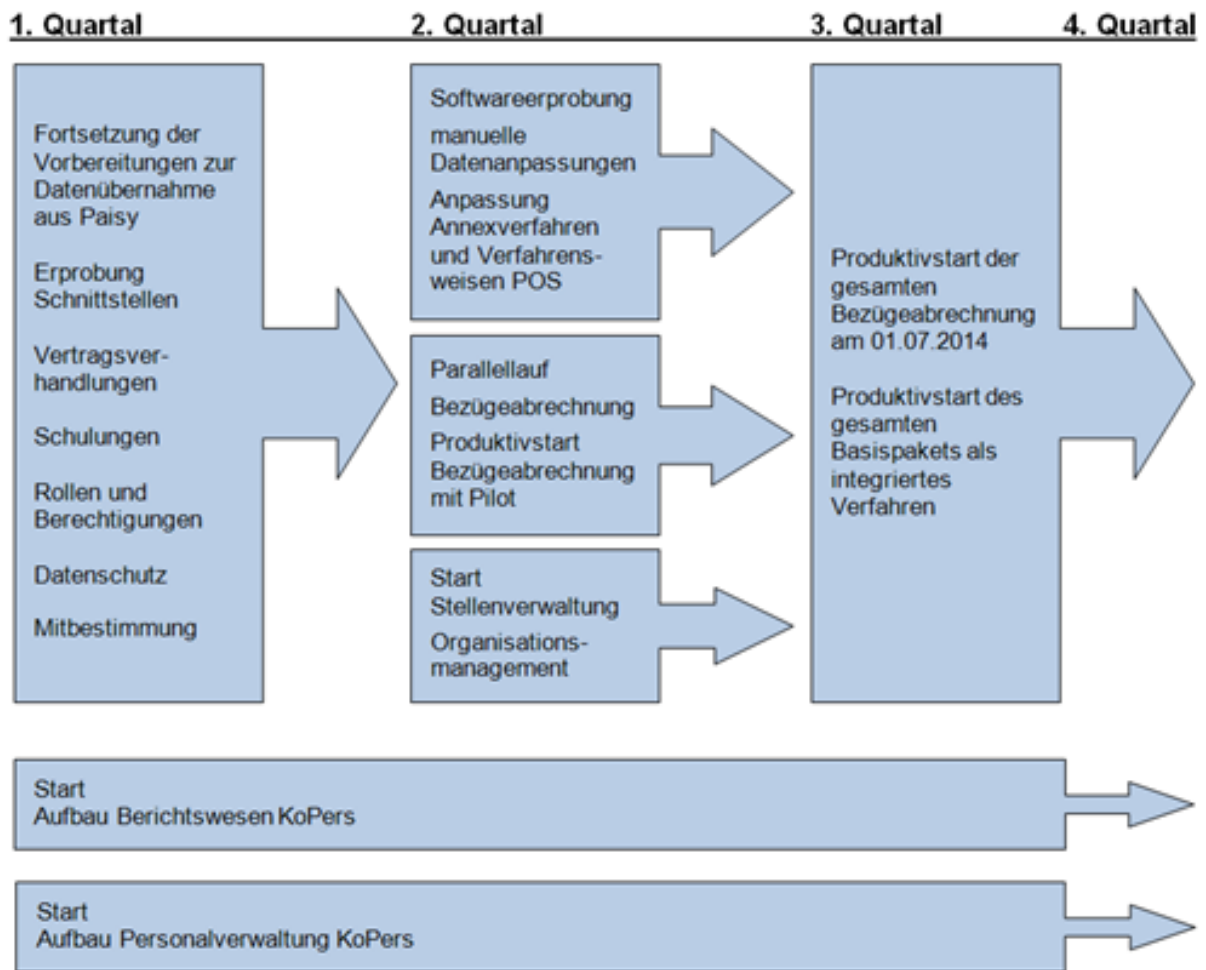 1. Quartal
2. Quartal
3. Quartal
4. Quartal
Fortsetzung der
Vorbereitungen zur
Datenübernahme
aus Paisy
Erprobung
Schnittstellen
Vertragsver-
handlungen
Schulungen
Rollen und
Berechtigungen
Datenschutz
Mitbestimmung
Softwareerprobung
manuelle
Datenanpassungen
Anpassung
Annexverfahren
und Verfahrens-
weisen POS
Parallellauf
Bezügeabrechnung
Produktivstart
Bezügeabrechnung
mit Pilot
Start
Stellenverwaltung
Organisations-
management
Produktivstart der
gesamten
Bezügeabrechnung
am 01.07.2014
Produktivstart des
gesamten
Basispakets als
integriertes
Verfahren
Start
Aufbau Berichtswesen KoPers
Start
Aufbau Personalverwaltung KoPers